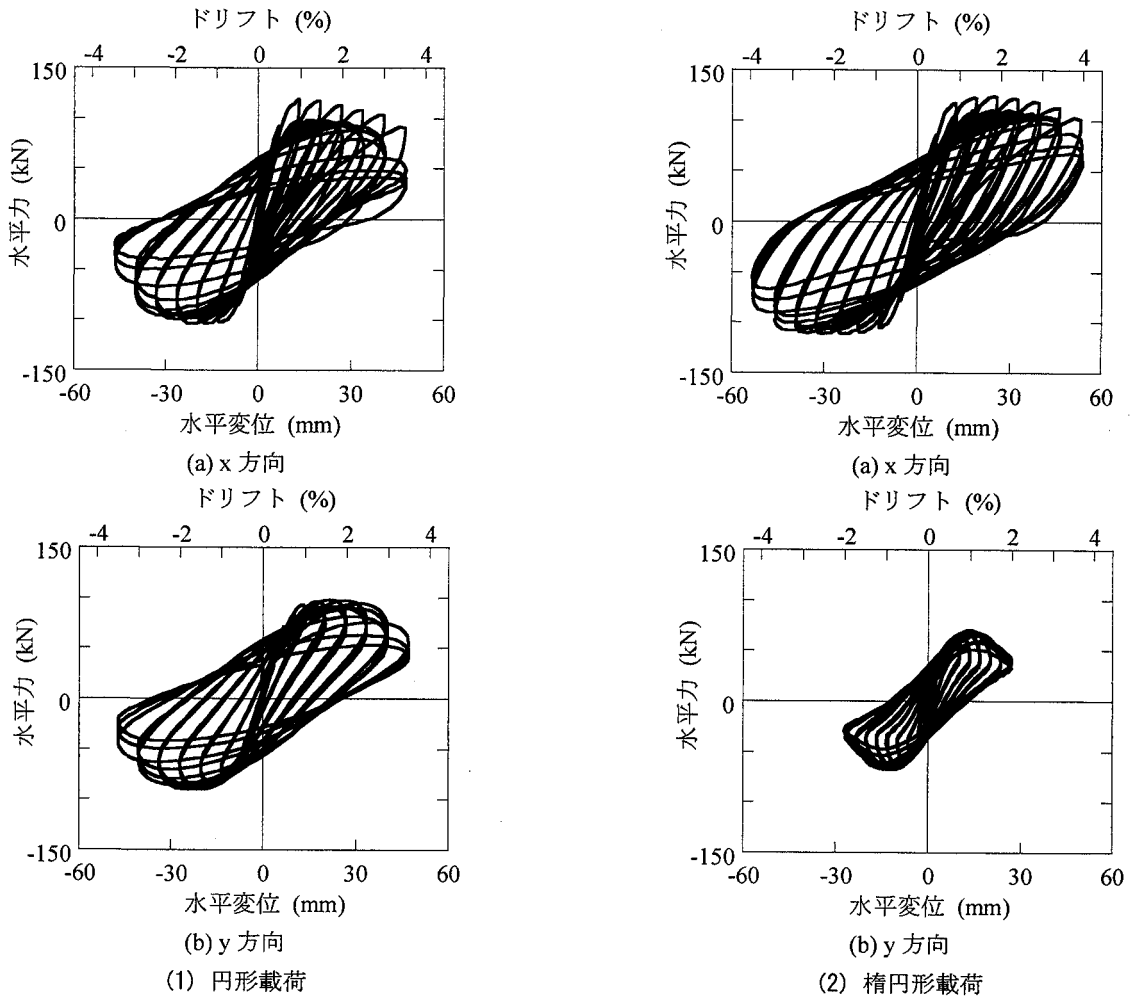 ドリフト (%)
-4 -2 0 2 4
150
0
-150
水平力 (kN)
-60 -30 0 30 60
水平変位 (mm)
(a) x 方向
ドリフト (%)
-4 -2 0 2 4
150
0
-150
水平力 (kN)
-60 -30 0 30 60
水平変位 (mm)
(b) y 方向
(1) 円形載荷
ドリフト (%)
-4 -2 0 2 4
150
0
-150
水平力 (kN)
-60 -30 0 30 60
水平変位 (mm)
(a) x 方向
ドリフト (%)
-4 -2 0 2 4
150
0
-150
水平力 (kN)
-60 -30 0 30 60
水平変位 (mm)
(b) y 方向
(2) 楕円形載荷